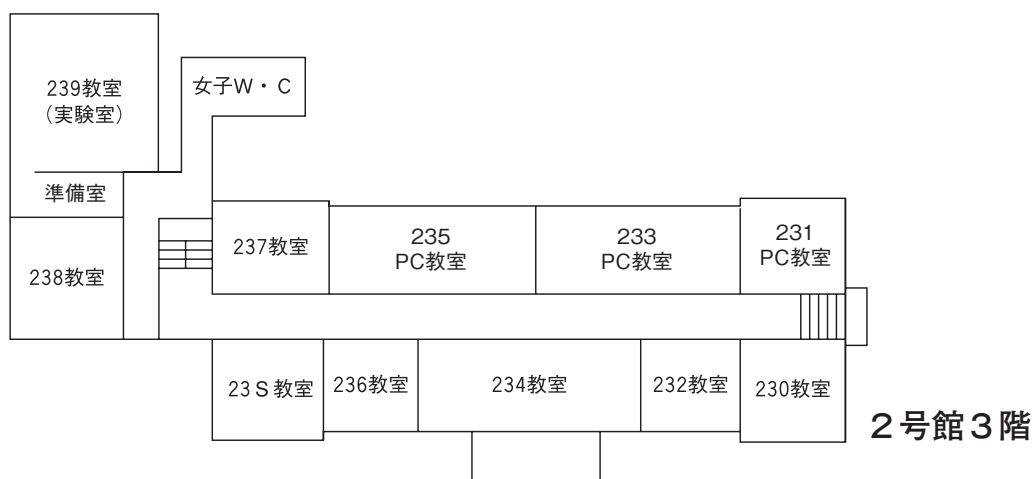 239教室
（実験室）
女子W・C
準備室
238教室
237教室
235
PC教室
233
PC教室
231
PC教室
23S教室
236教室
234教室
232教室
230教室
2号館3階